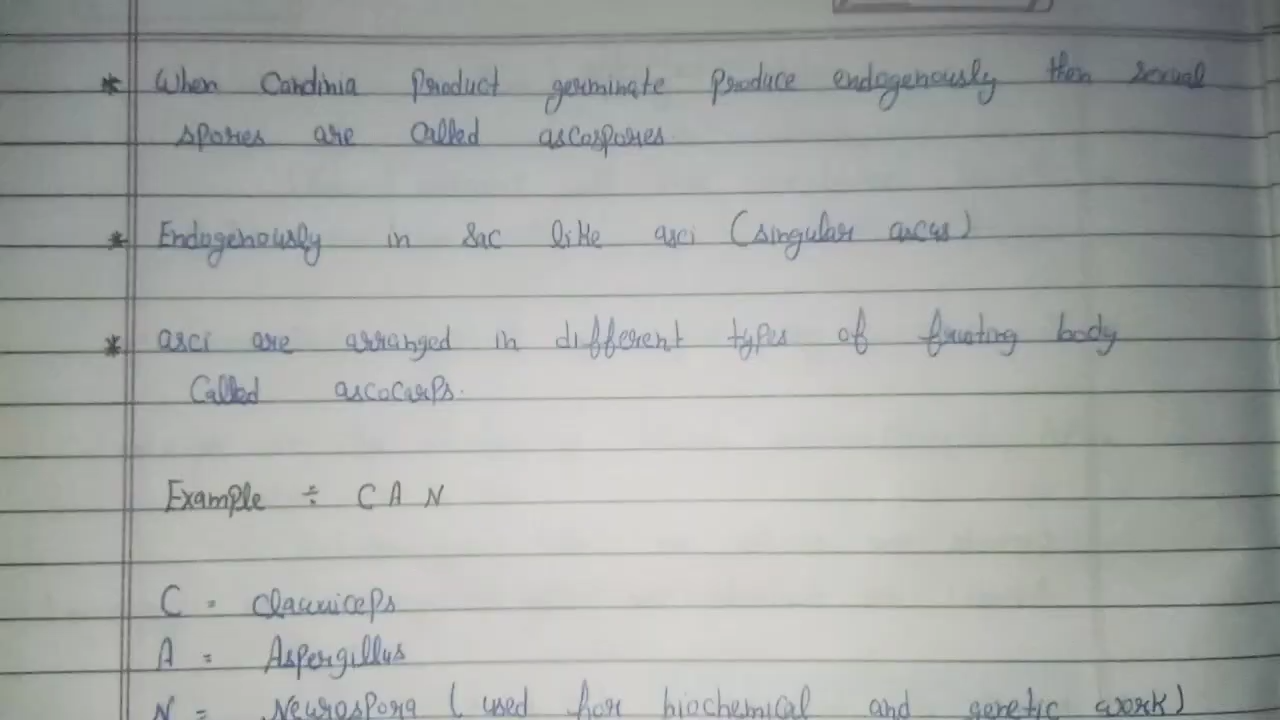 * When Candinia Product germinate Produce endogenously then sexual
spores are Called ascospores
* Endogenously in Sac like asci (singular ascus)
* asci are arranged in different types of fruiting body
Called ascocarps.
Example ÷ C A N
C = Clauviceps
A = Aspergillus
N = Neurospora (used for biochemical and genetic work)